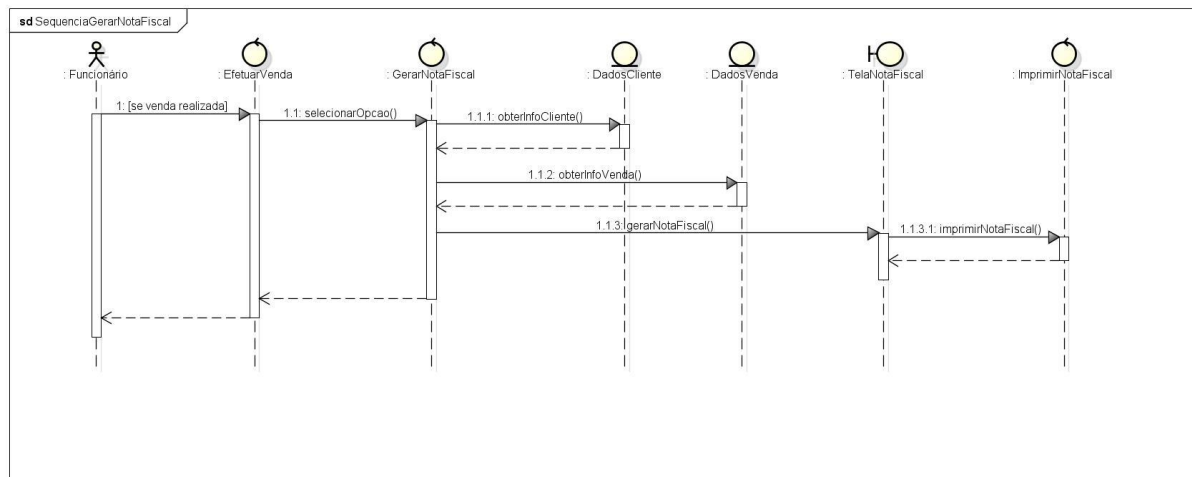 sd SequenciaGerarNotaFiscal
: Funcionário
: EfetuarVenda
: GerarNotaFiscal
: DadosCliente
: DadosVenda
: TelaNotaFiscal
: ImprimirNotaFiscal
1: [se venda realizada]
1.1: selecionarOpcao()
1.1.1: obterInfoCliente()
1.1.2: obterInfoVenda()
1.1.3: gerarNotaFiscal()
1.1.3.1: imprimirNotaFiscal()